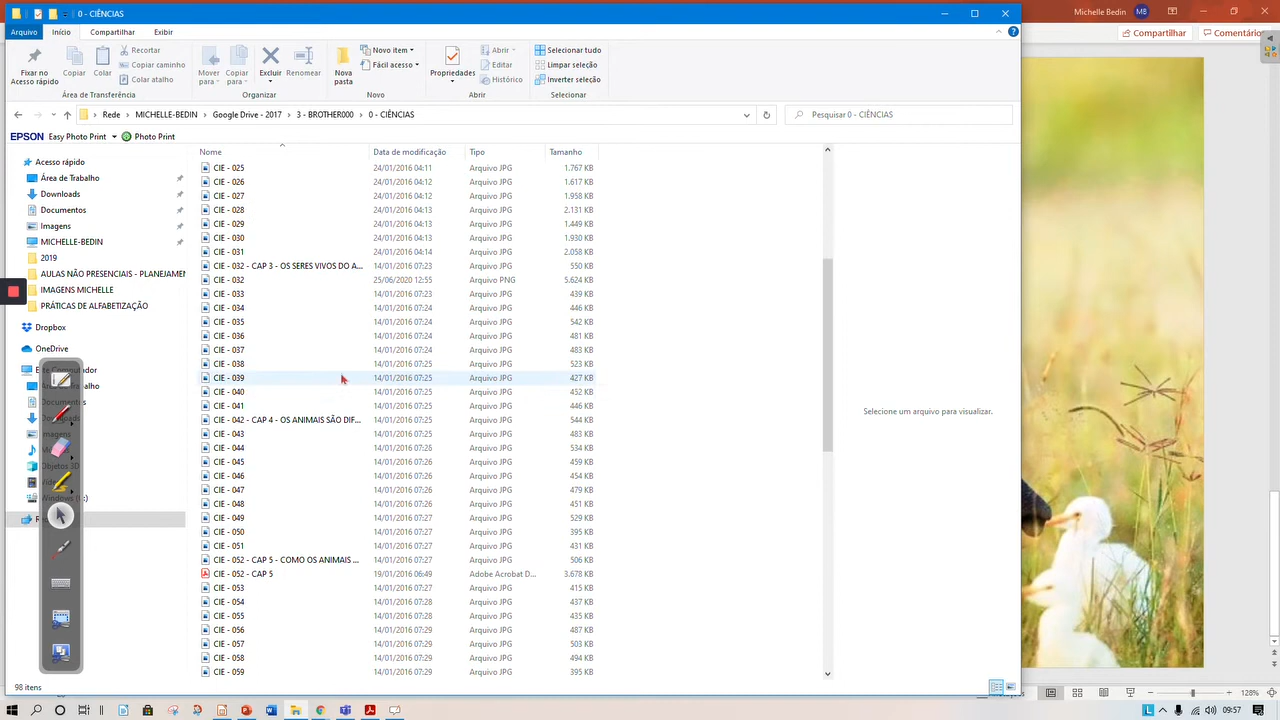 0 - CIÊNCIAS
Michelle Bedin MB
Arquivo Início Compartilhar Exibir
Compartilhar Comentário
Fixar no Acesso rápido
Copiar
Colar
Recortar
Copiar caminho
Colar atalho
Mover para
Copiar para
Excluir
Renomear
Nova pasta
Novo item
Fácil acesso
Propriedades
Abrir
Editar
Histórico
Selecionar tudo
Limpar seleção
Inverter seleção
Área de Transferência
Organizar
Novo
Abrir
Selecionar
Rede > MICHELLE-BEDIN > Google Drive - 2017 > 3 - BROTHER000 > 0 - CIÊNCIAS
Pesquisar 0 - CIÊNCIAS
EPSON Easy Photo Print Photo Print
Acesso rápido
Área de Trabalho
Downloads
Documentos
Imagens
MICHELLE-BEDIN
2019
AULAS NÃO PRESENCIAIS - PLANEJAMEN
IMAGENS MICHELLE
PRÁTICAS DE ALFABETIZAÇÃO
Dropbox
OneDrive
Objetos 3D
Nome Data de modificação Tipo Tamanho
CIE - 025 24/01/2016 04:11 Arquivo JPG 1.767 KB
CIE - 026 24/01/2016 04:12 Arquivo JPG 1.617 KB
CIE - 027 24/01/2016 04:12 Arquivo JPG 1.958 KB
CIE - 028 24/01/2016 04:13 Arquivo JPG 2.131 KB
CIE - 029 24/01/2016 04:13 Arquivo JPG 1.449 KB
CIE - 030 24/01/2016 04:13 Arquivo JPG 1.930 KB
CIE - 031 24/01/2016 04:14 Arquivo JPG 2.058 KB
CIE - 032 - CAP 3 - OS SERES VIVOS DO A... 14/01/2016 07:23 Arquivo JPG 550 KB
CIE - 032 25/06/2020 12:55 Arquivo PNG 5.624 KB
CIE - 033 14/01/2016 07:23 Arquivo JPG 439 KB
CIE - 034 14/01/2016 07:24 Arquivo JPG 446 KB
CIE - 035 14/01/2016 07:24 Arquivo JPG 542 KB
CIE - 036 14/01/2016 07:24 Arquivo JPG 481 KB
CIE - 037 14/01/2016 07:24 Arquivo JPG 483 KB
CIE - 038 14/01/2016 07:25 Arquivo JPG 523 KB
CIE - 039 14/01/2016 07:25 Arquivo JPG 427 KB
CIE - 040 14/01/2016 07:25 Arquivo JPG 452 KB
CIE - 041 14/01/2016 07:25 Arquivo JPG 446 KB
CIE - 042 - CAP 4 - OS ANIMAIS SÃO DIF... 14/01/2016 07:28 Arquivo JPG 544 KB
CIE - 043 14/01/2016 07:26 Arquivo JPG 483 KB
CIE - 044 14/01/2016 07:28 Arquivo JPG 534 KB
CIE - 045 14/01/2016 07:26 Arquivo JPG 459 KB
CIE - 046 14/01/2016 07:26 Arquivo JPG 454 KB
CIE - 047 14/01/2016 07:26 Arquivo JPG 479 KB
CIE - 048 14/01/2016 07:26 Arquivo JPG 451 KB
CIE - 049 14/01/2016 07:27 Arquivo JPG 529 KB
CIE - 050 14/01/2016 07:27 Arquivo JPG 395 KB
CIE - 051 14/01/2016 07:27 Arquivo JPG 431 KB
CIE - 052 - CAP 5 - COMO OS ANIMAIS ... 14/01/2016 07:27 Arquivo JPG 506 KB
CIE - 052 - CAP 5 19/01/2016 06:49 Adobe Acrobat D... 3.678 KB
CIE - 053 14/01/2016 07:27 Arquivo JPG 415 KB
CIE - 054 14/01/2016 07:28 Arquivo JPG 437 KB
CIE - 055 14/01/2016 07:28 Arquivo JPG 435 KB
CIE - 056 14/01/2016 07:29 Arquivo JPG 487 KB
CIE - 057 14/01/2016 07:29 Arquivo JPG 503 KB
CIE - 058 14/01/2016 07:29 Arquivo JPG 494 KB
CIE - 059 14/01/2016 07:29 Arquivo JPG 395 KB
Selecione um arquivo para visualizar.
98 itens
128%
09:57